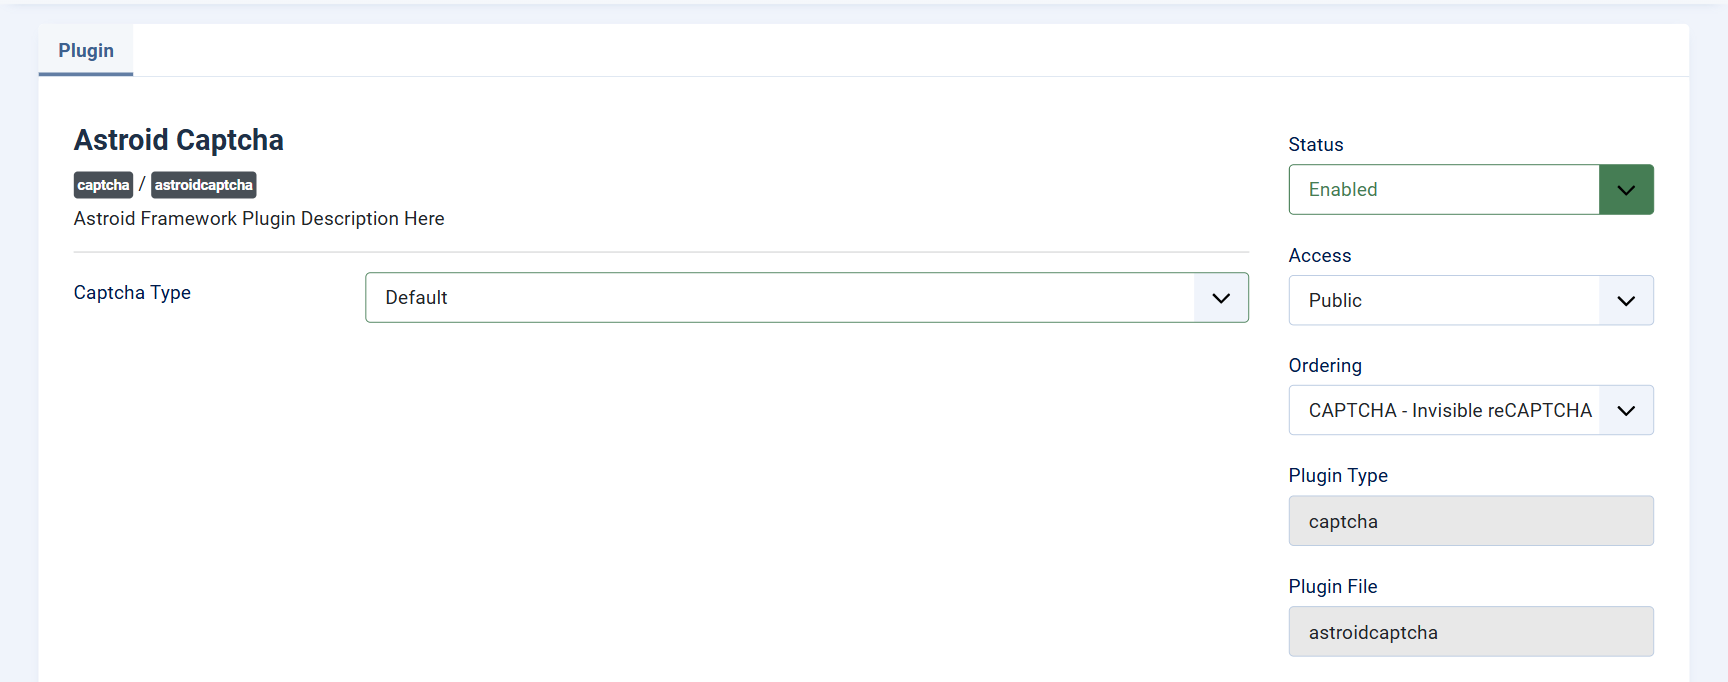 Plugin
Astroid Captcha
captcha / astroidcaptcha
Astroid Framework Plugin Description Here
Captcha Type
Default
Status
Enabled
Access
Public
Ordering
CAPTCHA - Invisible reCAPTCHA
Plugin Type
captcha
Plugin File
astroidcaptcha